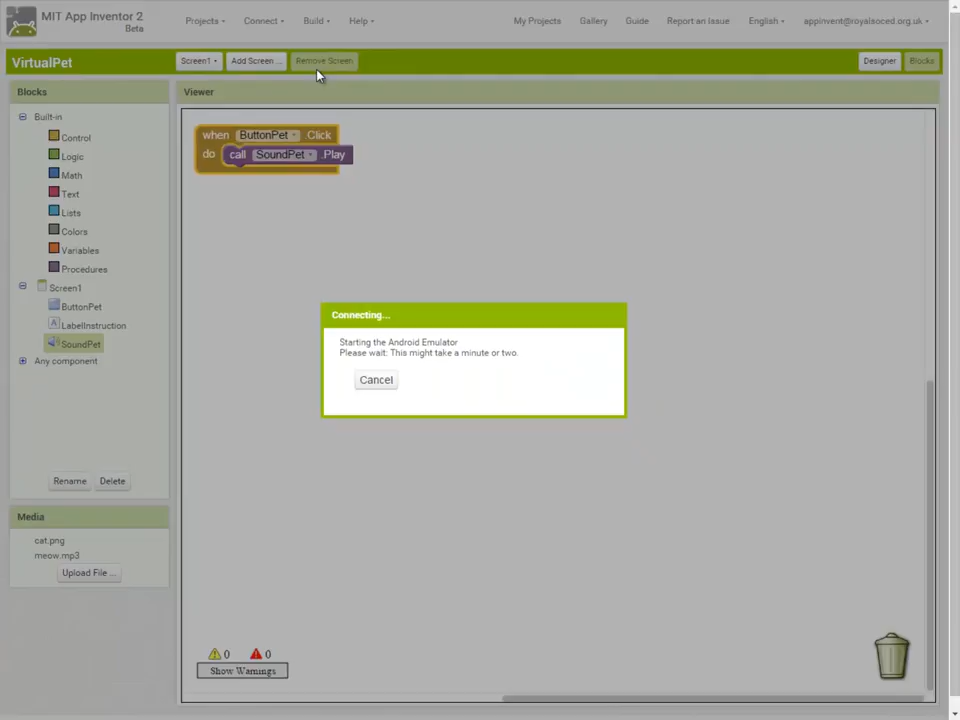 MIT App Inventor 2
Beta
Projects Connect Build Help My Projects Gallery Guide Report an Issue English appinvent@royalsoced.org.uk
VirtualPet Screen1 Add Screen ... Remove Screen Designer Blocks
Blocks
Viewer
Built-in
Control
Logic
Math
Text
Lists
Colors
Variables
Procedures
Screen1
ButtonPet
LabelInstruction
SoundPet
Any component
Rename Delete
Media
cat.png
meow.mp3
Upload File ...
when ButtonPet .Click
do call SoundPet .Play
Connecting...
Starting the Android Emulator
Please wait: This might take a minute or two.
Cancel
0 0
Show Warnings